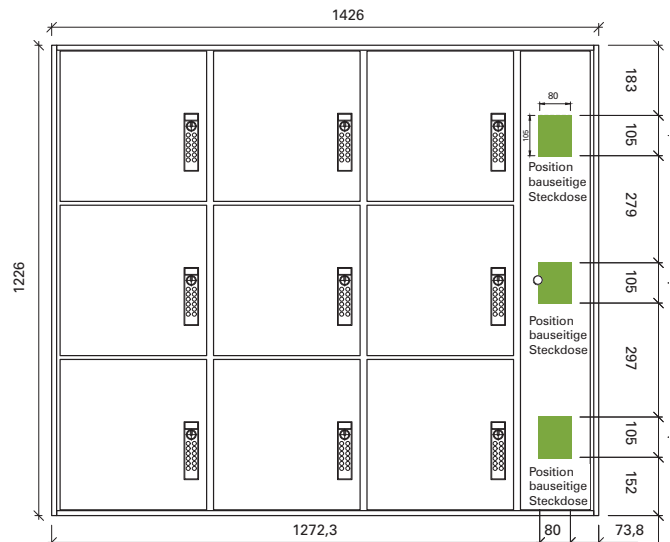 1426
183
80
105
105
Position
bauseitige
Steckdose
279
1226
105
Position
bauseitige
Steckdose
297
105
Position
bauseitige
Steckdose
152
1272,3
80
73,8